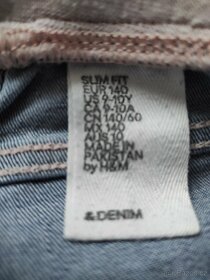 SLIM FIT
EUR 140
US 9-10Y
CA 9-10A
CN 140/60
MX 140
AUS 10
MADE IN
PAKISTAN
by H&M
&DENIM